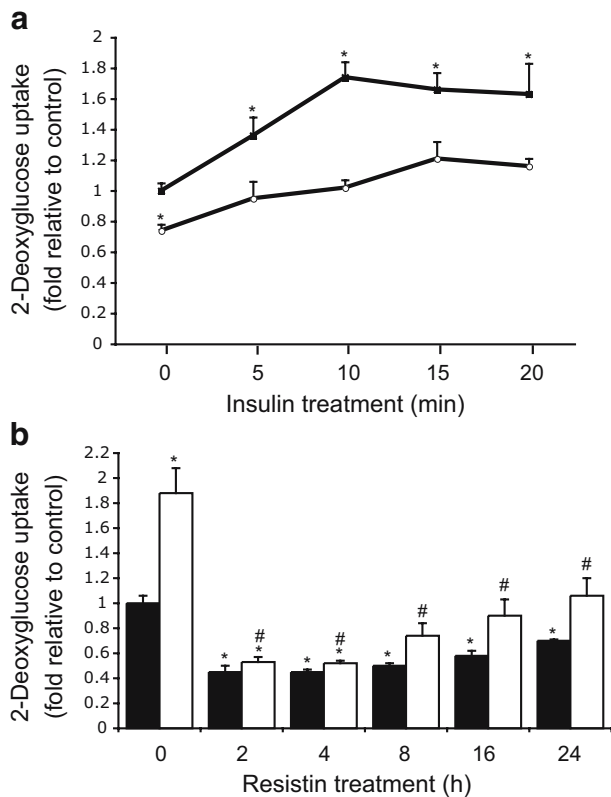 a
2-Deoxyglucose uptake
(fold relative to control)
2
1.8
1.6
1.4
1.2
1
0.8
0.6
0.4
0.2
0
* * * * *
0 5 10 15 20
Insulin treatment (min)
b
2-Deoxyglucose uptake
(fold relative to control)
2.2
2
1.8
1.6
1.4
1.2
1
0.8
0.6
0.4
0.2
0
*
* # * * # * * # * # * #
0 2 4 8 16 24
Resistin treatment (h)